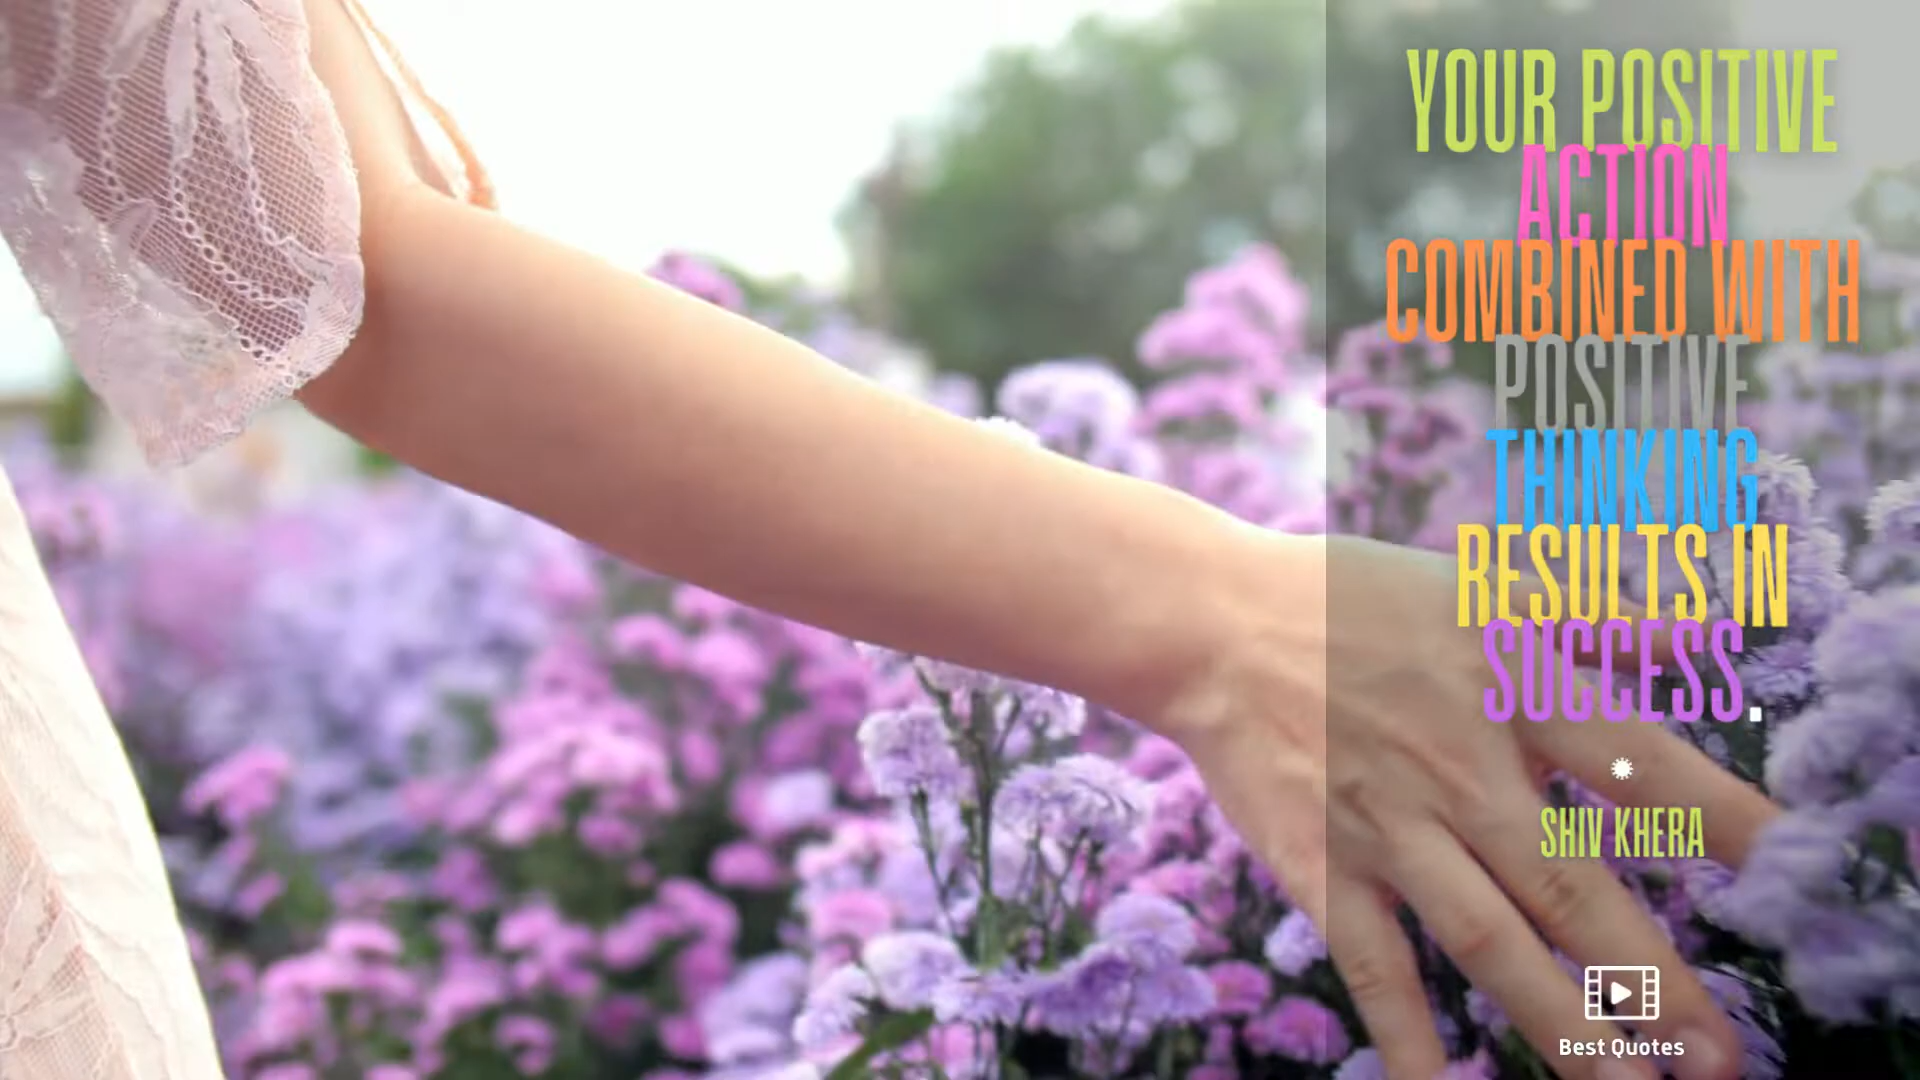 YOUR POSITIVE
ACTION
COMBINED WITH
POSITIVE
THINKING
RESULTS IN
SUCCESS.
SHIV KHERA
Best Quotes